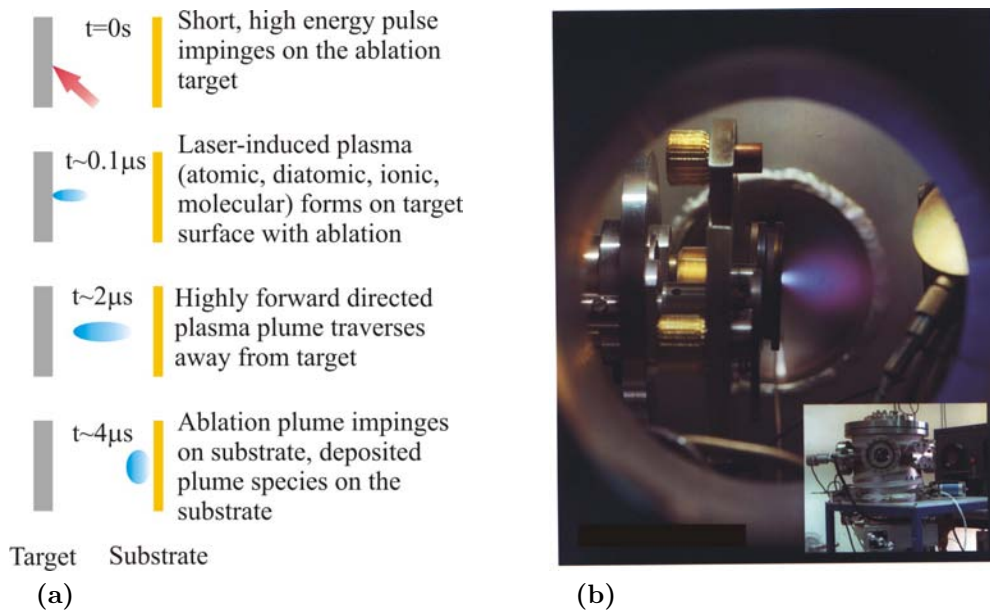 t=0s
Short, high energy pulse
impinges on the ablation
target
t~0.1µs
Laser-induced plasma
(atomic, diatomic, ionic,
molecular) forms on target
surface with ablation
t~2µs
Highly forward directed
plasma plume traverses
away from target
t~4µs
Ablation plume impinges
on substrate, deposited
plume species on the
substrate
Target Substrate
(a)
(b)